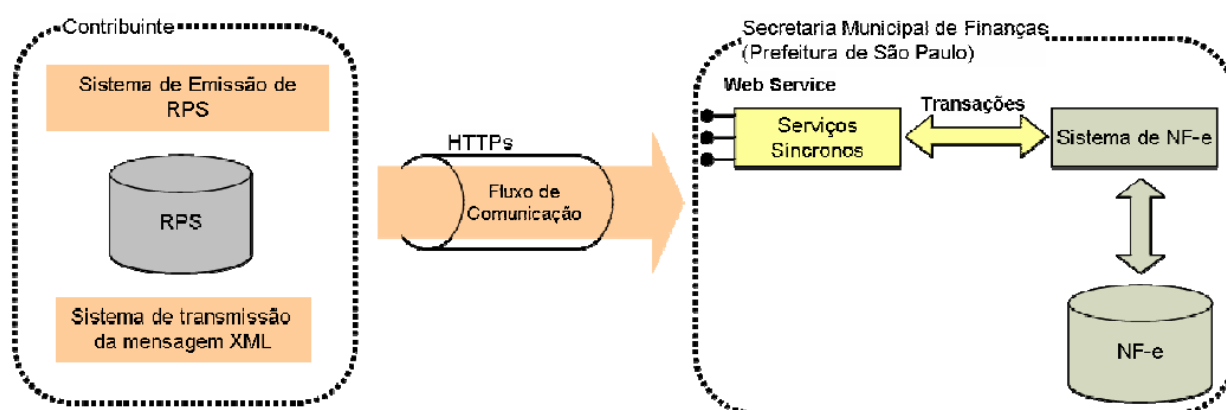 Contribuinte
Sistema de Emissão de
RPS
RPS
Sistema de transmissão
da mensagem XML
HTTPs
Fluxo de
Comunicação
Secretaria Municipal de Finanças
(Prefeitura de São Paulo)
Web Service
Serviços
Síncronos
Transações
Sistema de NF-e
NF-e